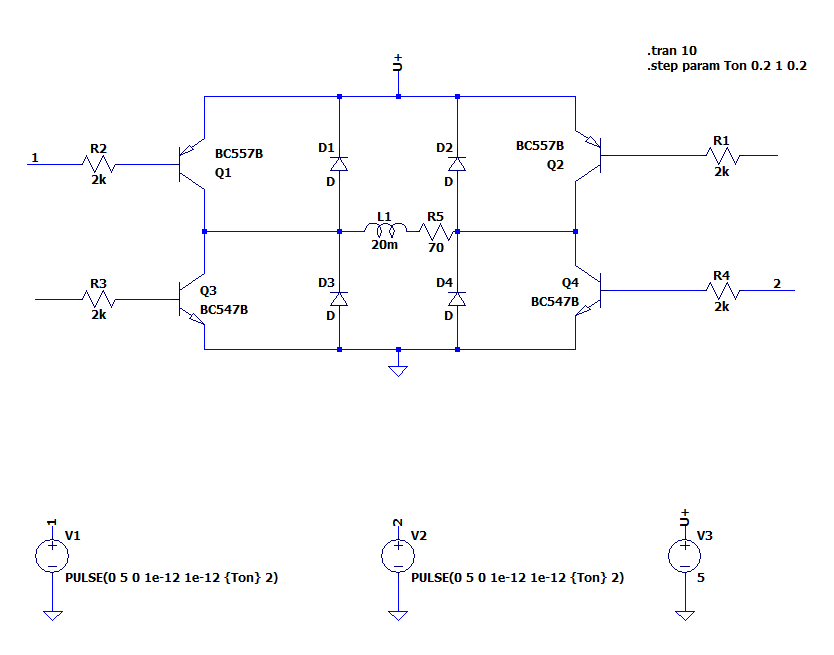 .tran 10
.step param Ton 0.2 1 0.2
U+
R2
1
2k
BC557B
Q1
D1
D
D2
D
BC557B
Q2
R1
2k
L1
20m
R5
70
R3
2k
Q3
BC547B
D3
D
D4
D
Q4
BC547B
R4
2k
2
1
V1
PULSE(0 5 0 1e-12 1e-12 {Ton} 2)
2
V2
PULSE(0 5 0 1e-12 1e-12 {Ton} 2)
U+
V3
5